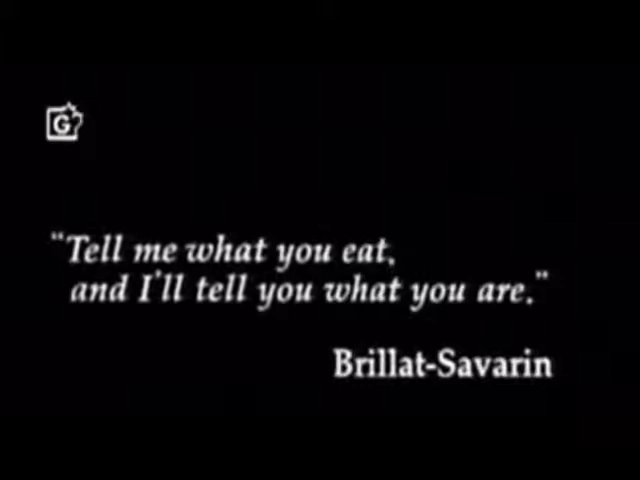 G
“Tell me what you eat,
and I'll tell you what you are.”
Brillat-Savarin